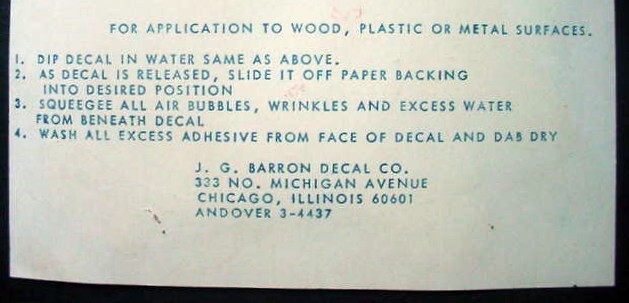 FOR APPLICATION TO WOOD, PLASTIC OR METAL SURFACES.
1. DIP DECAL IN WATER SAME AS ABOVE.
2. AS DECAL IS RELEASED, SLIDE IT OFF PAPER BACKING
INTO DESIRED POSITION
3. SQUEEGEE ALL AIR BUBBLES, WRINKLES AND EXCESS WATER
FROM BENEATH DECAL
4. WASH ALL EXCESS ADHESIVE FROM FACE OF DECAL AND DAB DRY
J. G. BARRON DECAL CO.
333 NO. MICHIGAN AVENUE
CHICAGO, ILLINOIS 60601
ANDOVER 3-4437